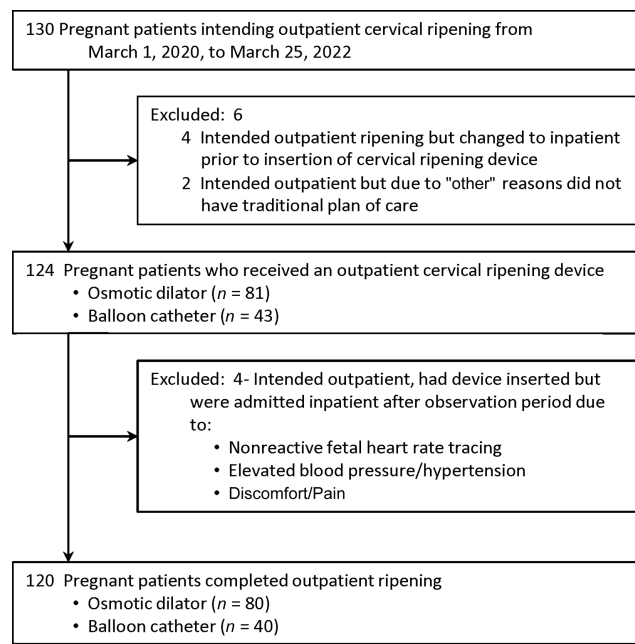 130 Pregnant patients intending outpatient cervical ripening from
March 1, 2020, to March 25, 2022
Excluded: 6
4 Intended outpatient ripening but changed to inpatient
prior to insertion of cervical ripening device
2 Intended outpatient but due to "other" reasons did not
have traditional plan of care
124 Pregnant patients who received an outpatient cervical ripening device
• Osmotic dilator (n = 81)
• Balloon catheter (n = 43)
Excluded: 4- Intended outpatient, had device inserted but
were admitted inpatient after observation period due
to:
• Nonreactive fetal heart rate tracing
• Elevated blood pressure/hypertension
• Discomfort/Pain
120 Pregnant patients completed outpatient ripening
• Osmotic dilator (n = 80)
• Balloon catheter (n = 40)